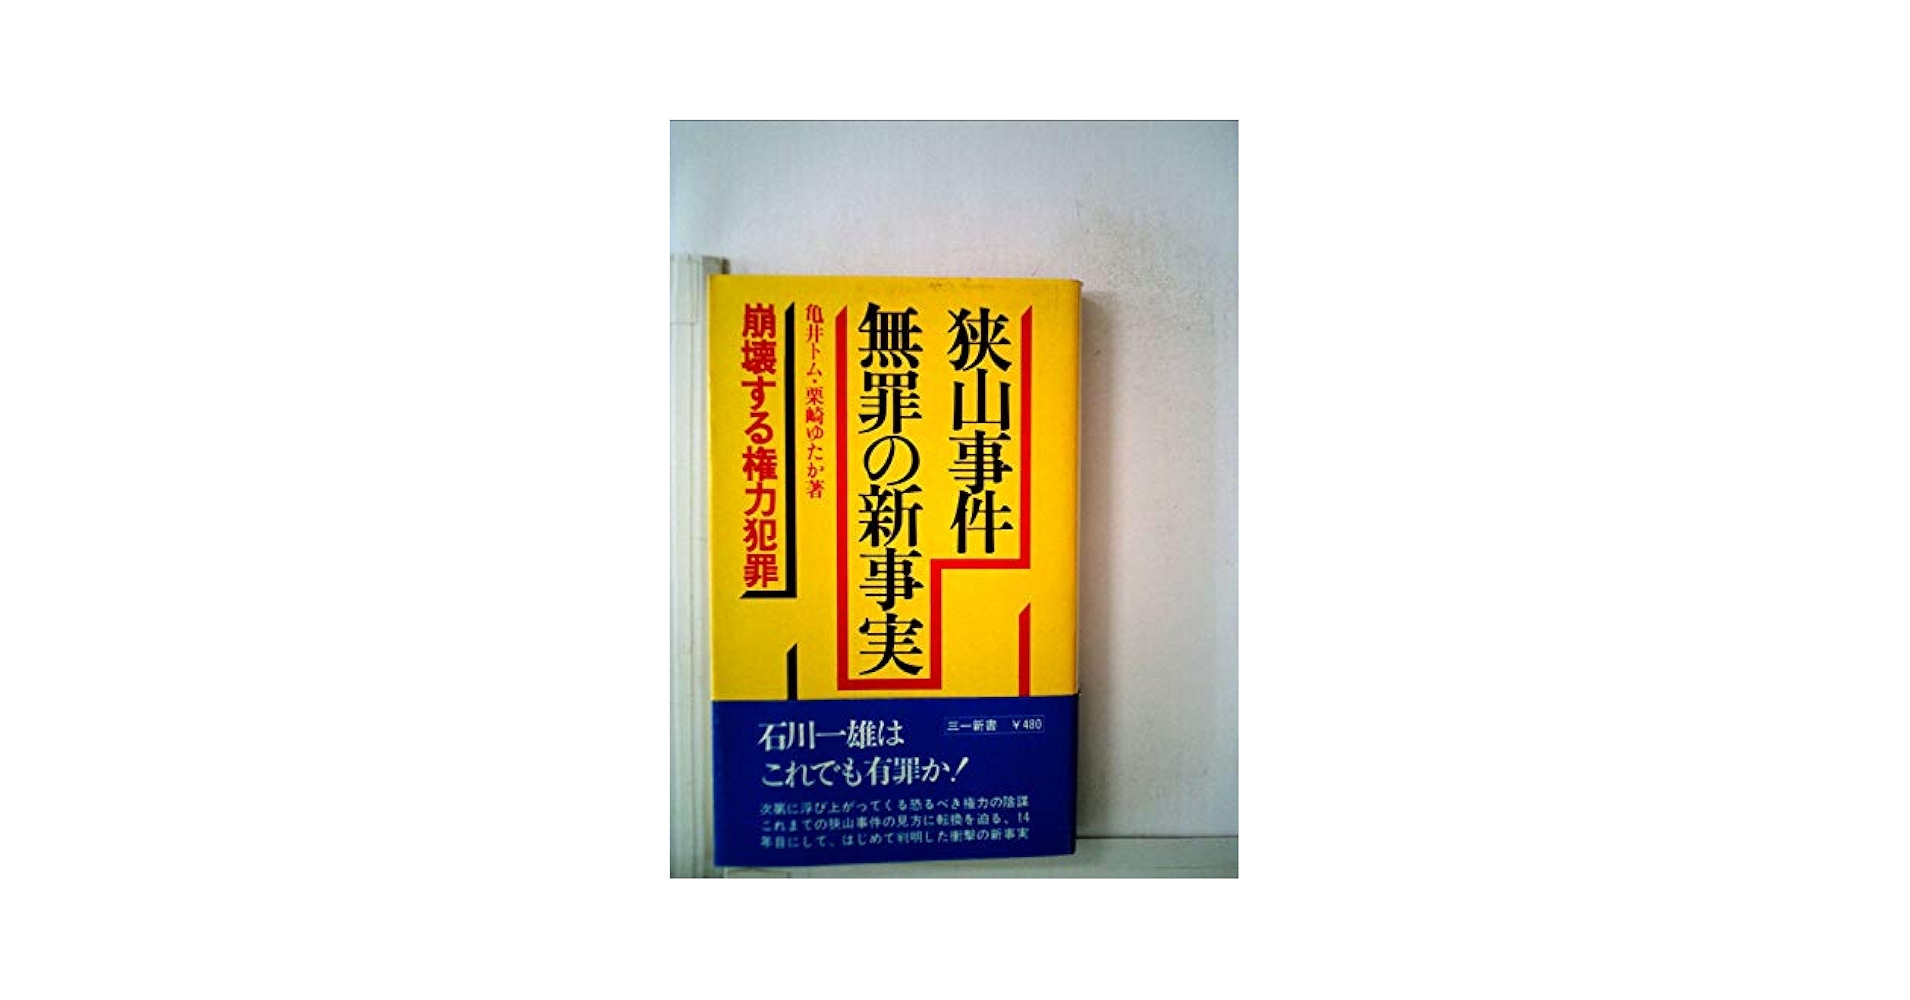 狭山事件
無罪の新事実
亀井トム・栗崎ゆたか著
崩壊する権力犯罪
三一新書 ￥480
石川一雄は
これでも有罪か！
次第に浮び上がってくる恐るべき権力の陰謀
これまでの狭山事件の見方に転換を迫る、14
年目にして、はじめて判明した衝撃の新事実